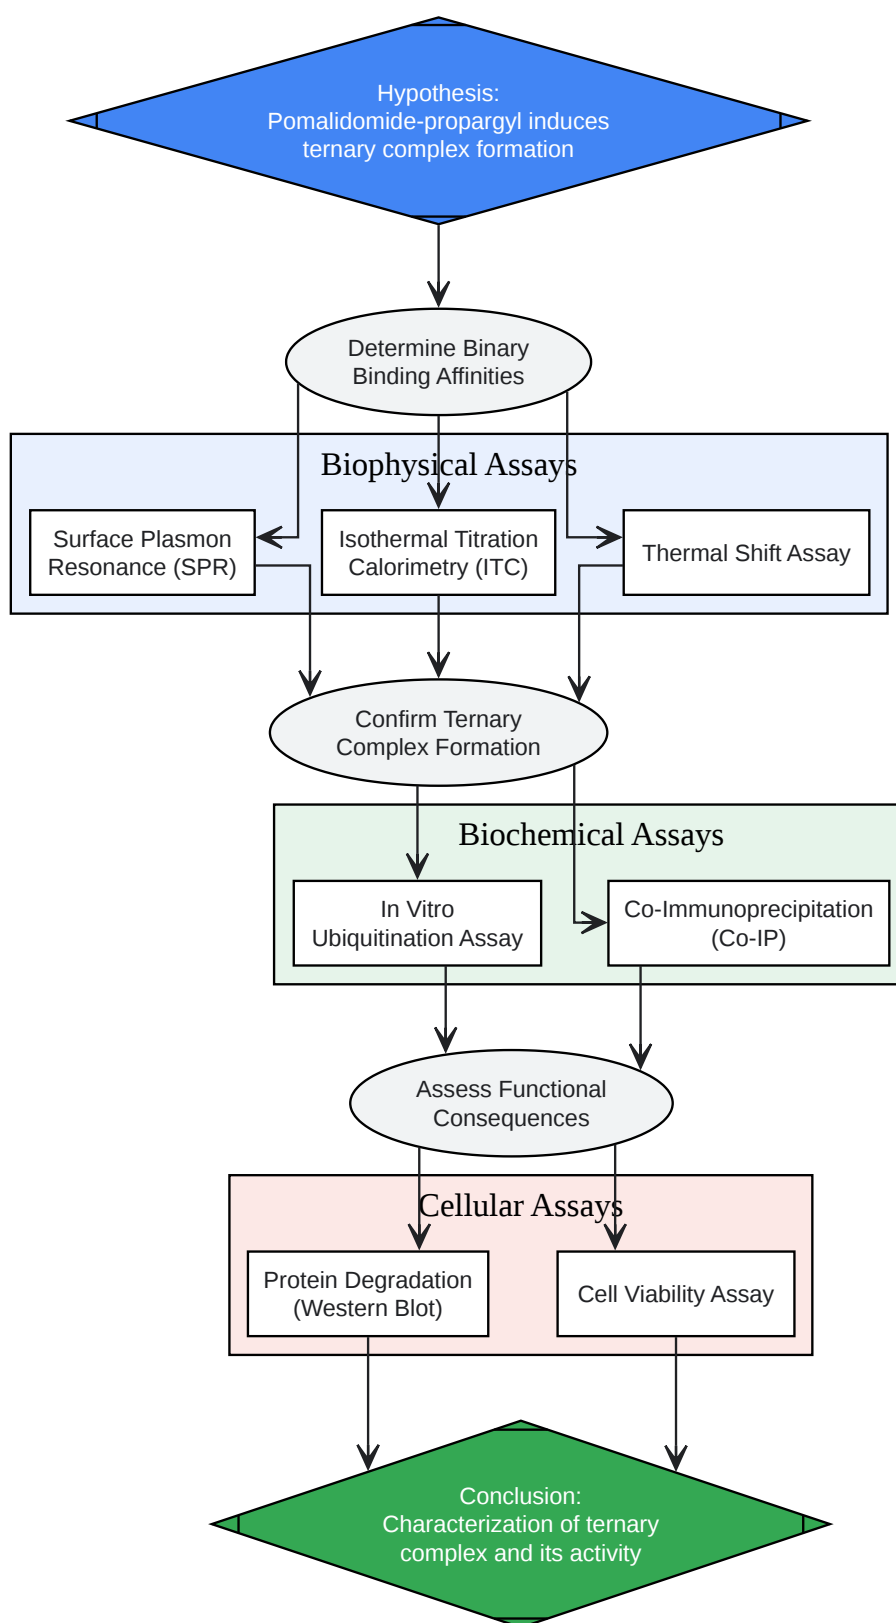 Hypothesis:
Pomalidomide-propargyl induces
ternary complex formation
Determine Binary
Binding Affinities
Biophysical Assays
Surface Plasmon
Resonance (SPR)
Isothermal Titration
Calorimetry (ITC)
Thermal Shift Assay
Confirm Ternary
Complex Formation
Biochemical Assays
In Vitro
Ubiquitination Assay
Co-Immunoprecipitation
(Co-IP)
Assess Functional
Consequences
Cellular Assays
Protein Degradation
(Western Blot)
Cell Viability Assay
Conclusion:
Characterization of ternary
complex and its activity